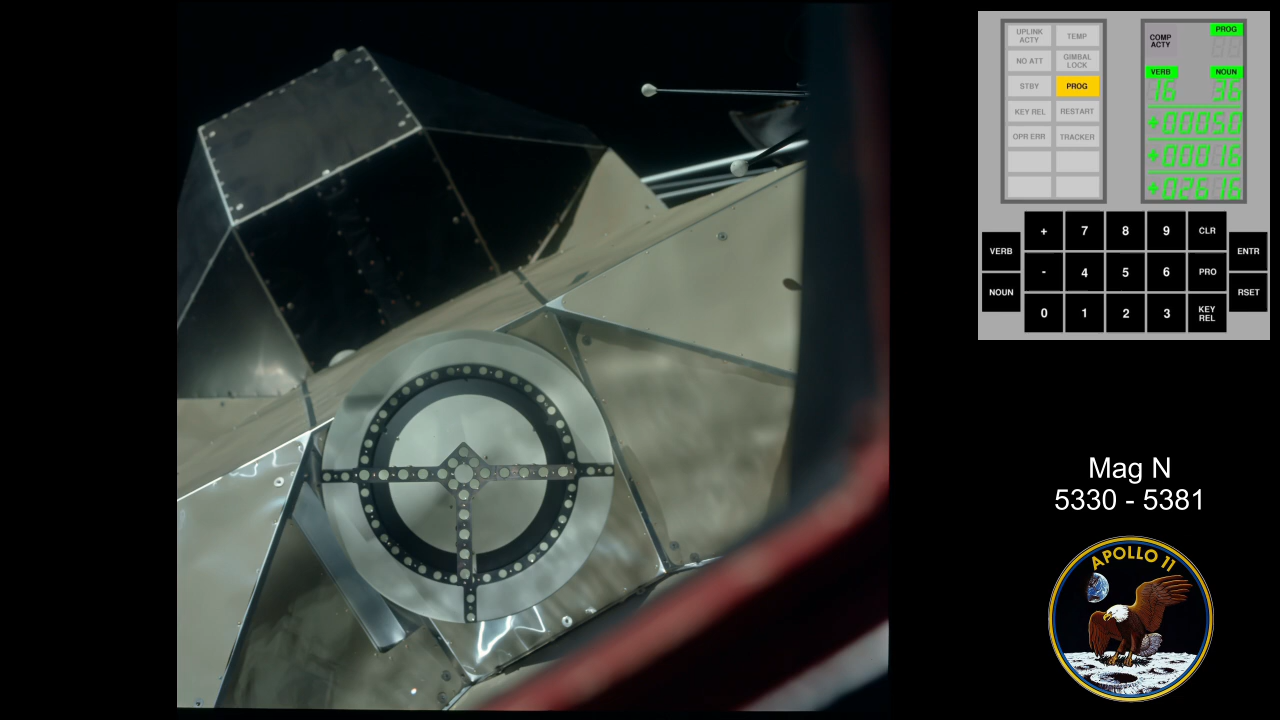 UPLINK
ACTY
TEMP
NO ATT
GIMBAL
LOCK
STBY
PROG
KEY REL
RESTART
OPR ERR
TRACKER
COMP
ACTY
PROG
VERB
NOUN
16
36
+00050
+00016
+02616
VERB
NOUN
+
7
8
9
CLR
-
4
5
6
PRO
0
1
2
3
KEY
REL
ENTR
RSET
Mag N
5330 - 5381
APOLLO 11